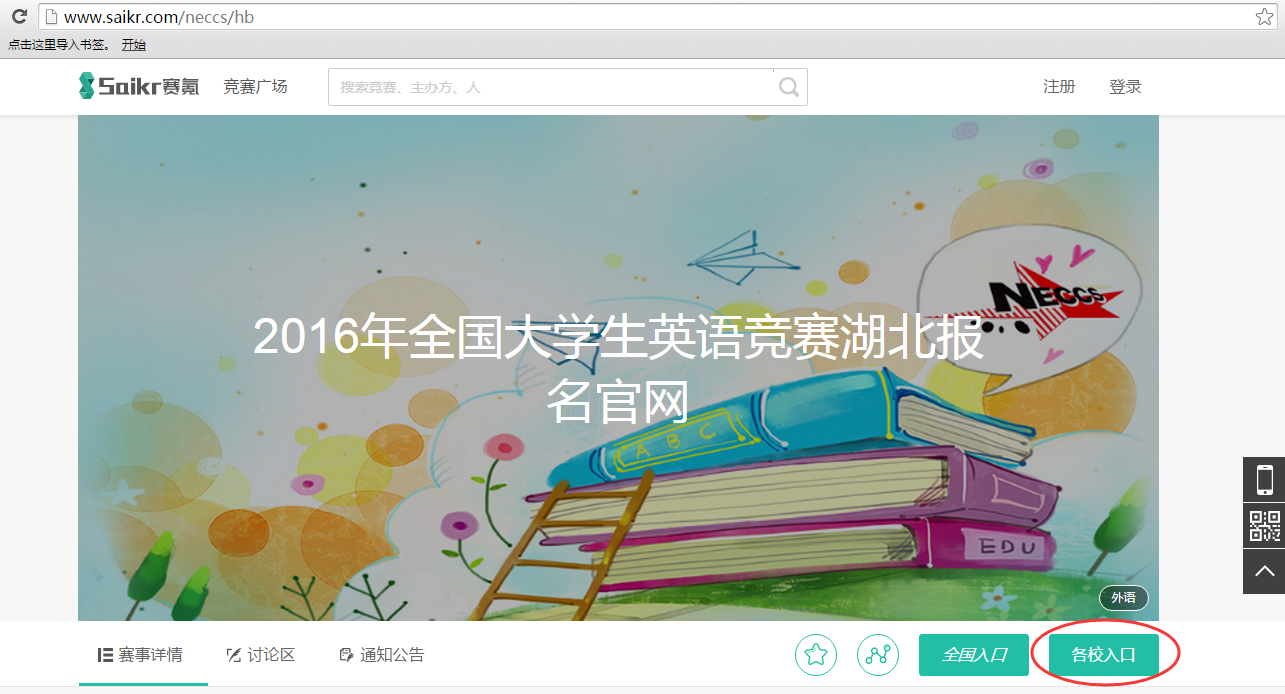 www.saikr.com/neccs/hb
点击这里导入书签。 开始
Saikr赛氪 竞赛广场 搜索竞赛、主办方、人 注册 登录
NECCS
2016年全国大学生英语竞赛湖北报
名官网
ABC
EDU
外语
赛事详情 讨论区 通知公告 全国入口 各校入口